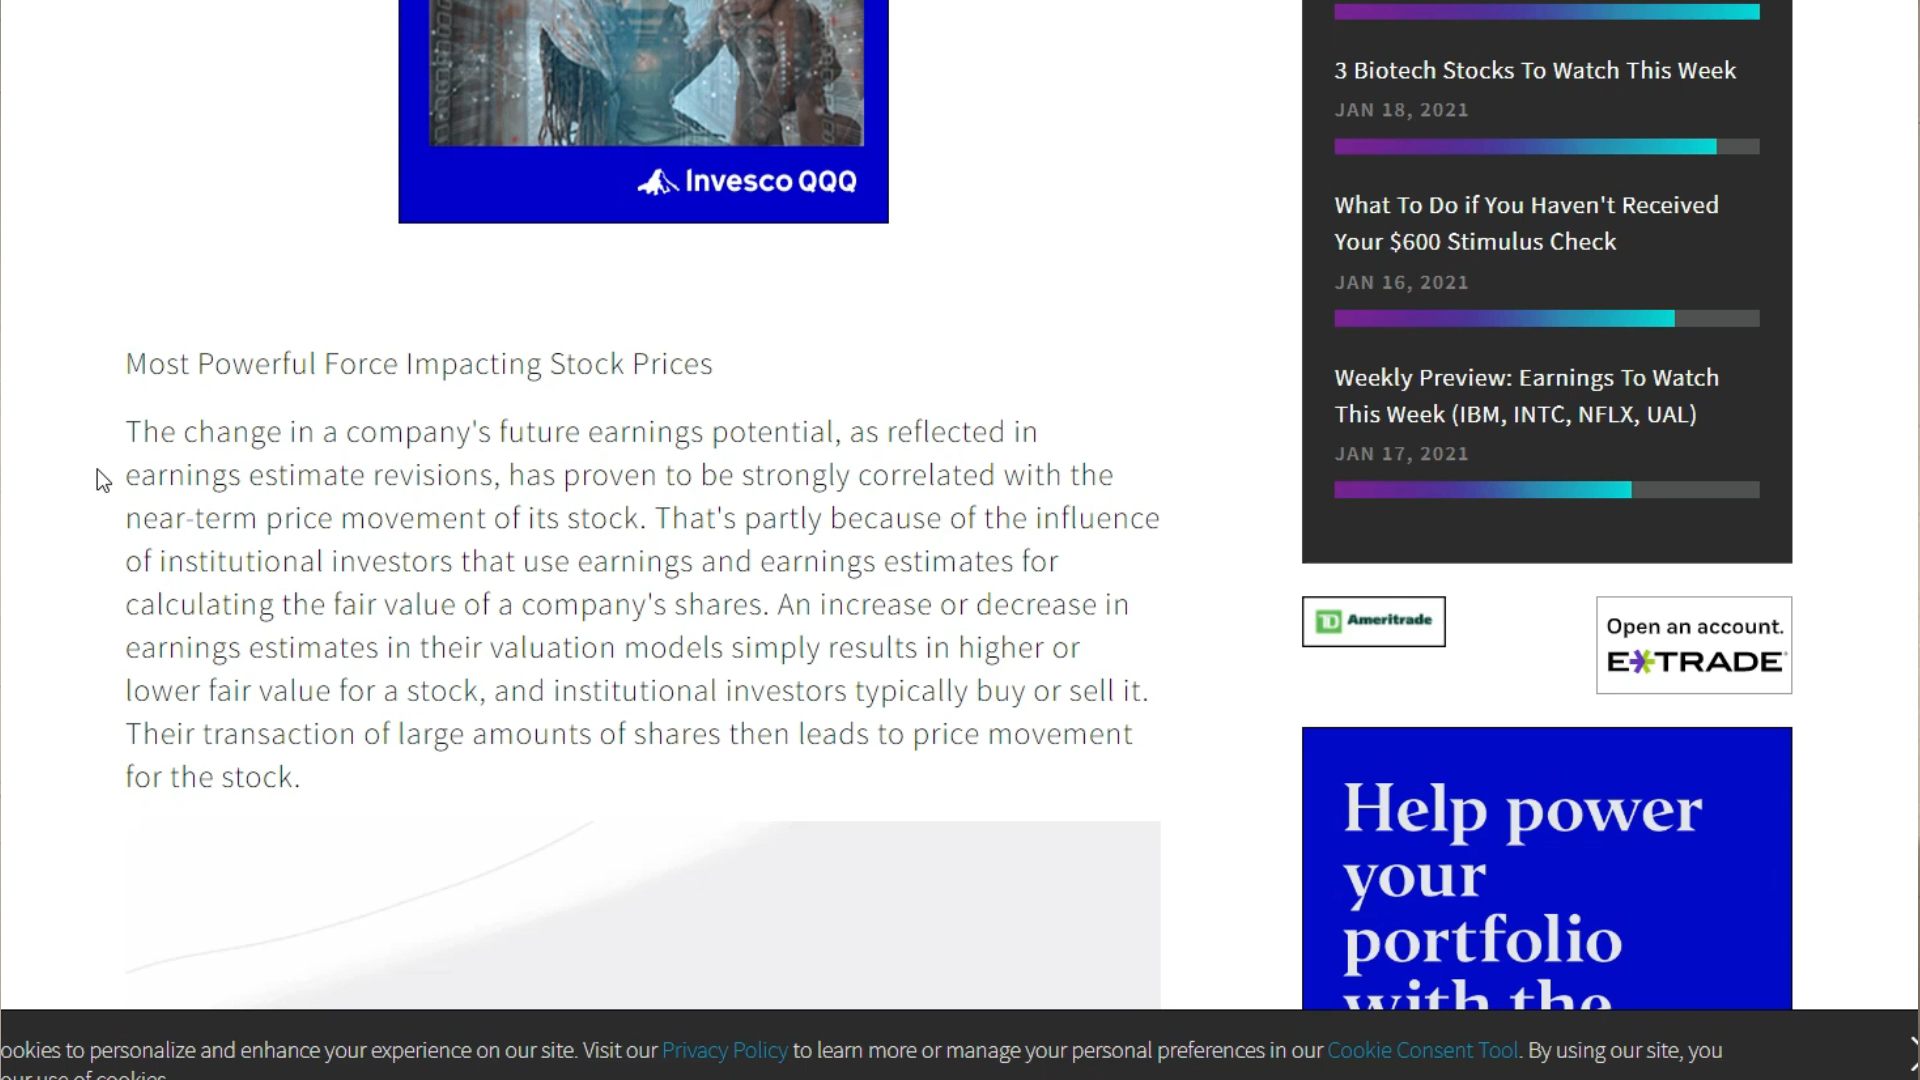 Invesco QQQ
Most Powerful Force Impacting Stock Prices
The change in a company's future earnings potential, as reflected in
earnings estimate revisions, has proven to be strongly correlated with the
near-term price movement of its stock. That's partly because of the influence
of institutional investors that use earnings and earnings estimates for
calculating the fair value of a company's shares. An increase or decrease in
earnings estimates in their valuation models simply results in higher or
lower fair value for a stock, and institutional investors typically buy or sell it.
Their transaction of large amounts of shares then leads to price movement
for the stock.
3 Biotech Stocks To Watch This Week
JAN 18, 2021
What To Do if You Haven't Received
Your $600 Stimulus Check
JAN 16, 2021
Weekly Preview: Earnings To Watch
This Week (IBM, INTC, NFLX, UAL)
JAN 17, 2021
TD Ameritrade
Open an account.
E*TRADE
Help power
your
portfolio
with the
ookies to personalize and enhance your experience on our site. Visit our Privacy Policy to learn more or manage your personal preferences in our Cookie Consent Tool. By using our site, you
our use of cookies.